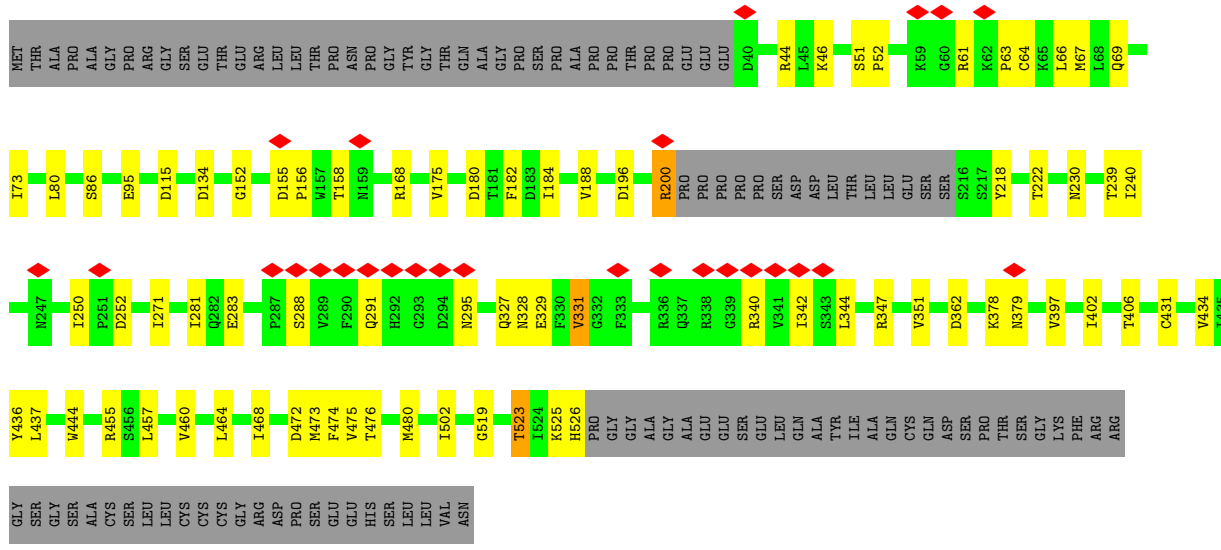 MET THR ALA PRO ALA GLY PRO ARG GLY SER GLU THR GLU ARG LEU LEU THR PRO ASN PRO GLY TYR GLY THR GLN ALA GLY PRO SER PRO ALA PRO PRO THR PRO PRO GLU GLU GLU D40 R44 L45 K46 S51 P52 K59 G60 R61 K62 P63 C64 K65 L66 M67 L68 Q69
I73 L80 S86 E95 D115 D134 G152 D155 P156 W157 T158 N159 R168 V175 D180 T181 F182 D183 I184 V188 D196 R200 PRO PRO PRO PRO PRO SER ASP ASP LEU THR LEU LEU GLU SER SER S216 S217 Y218 T222 N230 T239 I240
N247 I250 P251 D252 I271 I281 Q282 E283 P287 S288 V289 F290 Q291 H292 G293 D294 N295 Q327 N328 E329 F330 V331 G332 F333 R336 Q337 R338 G339 R340 V341 I342 S343 L344 R347 V351 D362 K378 N379 V397 I402 T406 C431 V434 I435
Y436 L437 W444 R455 S456 L457 V460 L464 I468 D472 M473 F474 V475 T476 M480 I502 G519 T523 I524 K525 H526 PRO GLY GLY ALA GLY ALA GLU GLU SER GLU LEU GLN ALA TYR ILE ALA GLN CYS GLN ASP SER PRO THR SER GLY LYS PHE ARG ARG
GLY SER GLY SER ALA CYS SER LEU LEU CYS CYS CYS GLY ARG ASP PRO SER GLU GLU HIS SER LEU LEU VAL ASN